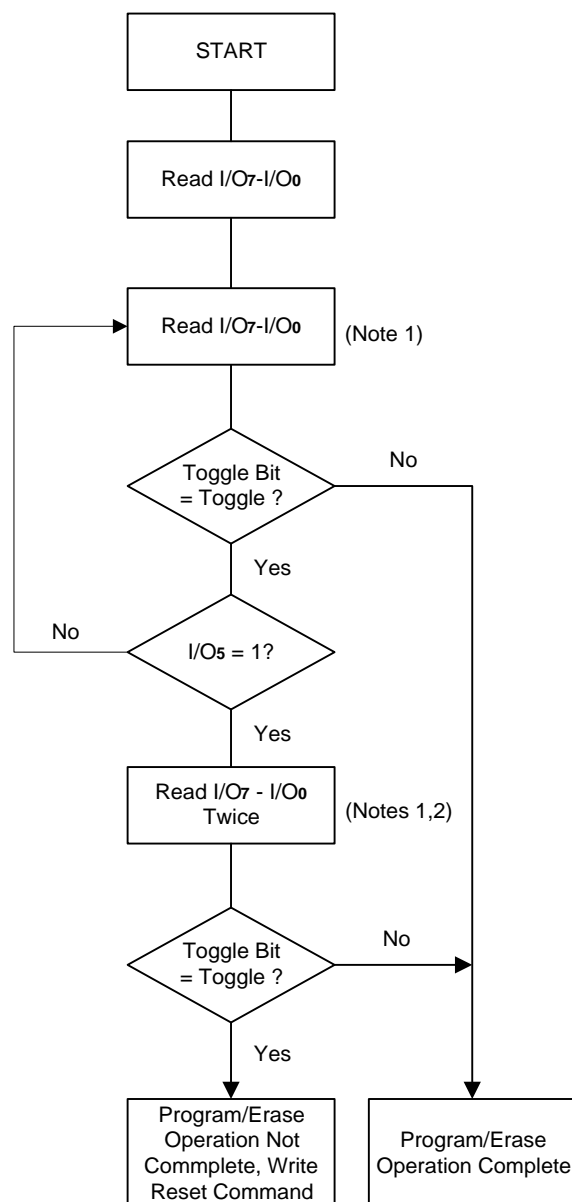 START
Read I/O7-I/O0
Read I/O7-I/O0
(Note 1)
Toggle Bit
= Toggle ?
No
Yes
No
I/O5 = 1?
Yes
Read I/O7 - I/O0
Twice
(Notes 1,2)
Toggle Bit
= Toggle ?
No
Yes
Program/Erase
Operation Not
Commplete, Write
Reset Command
Program/Erase
Operation Complete